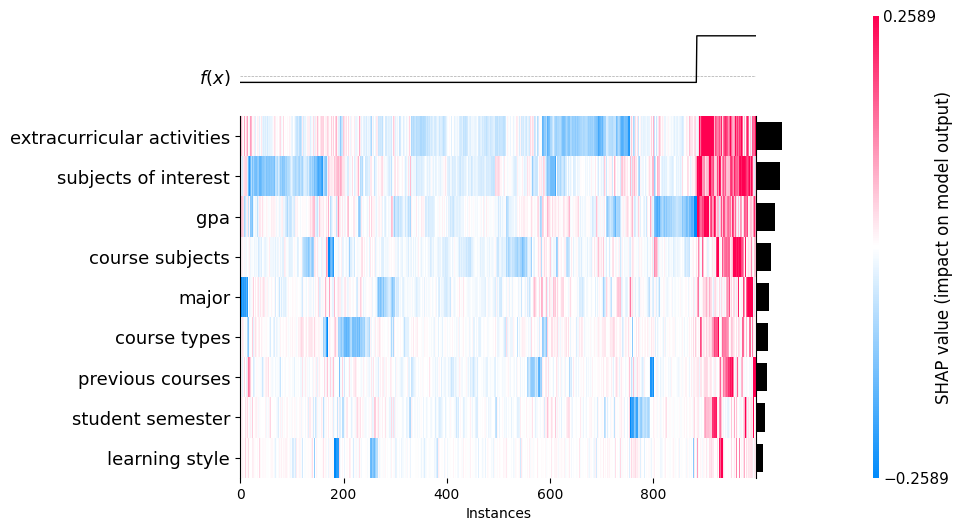 0.2589
f(x)
extracurricular activities
subjects of interest
gpa
course subjects
major
course types
previous courses
student semester
learning style
0 200 400 600 800
Instances
−0.2589
SHAP value (impact on model output)